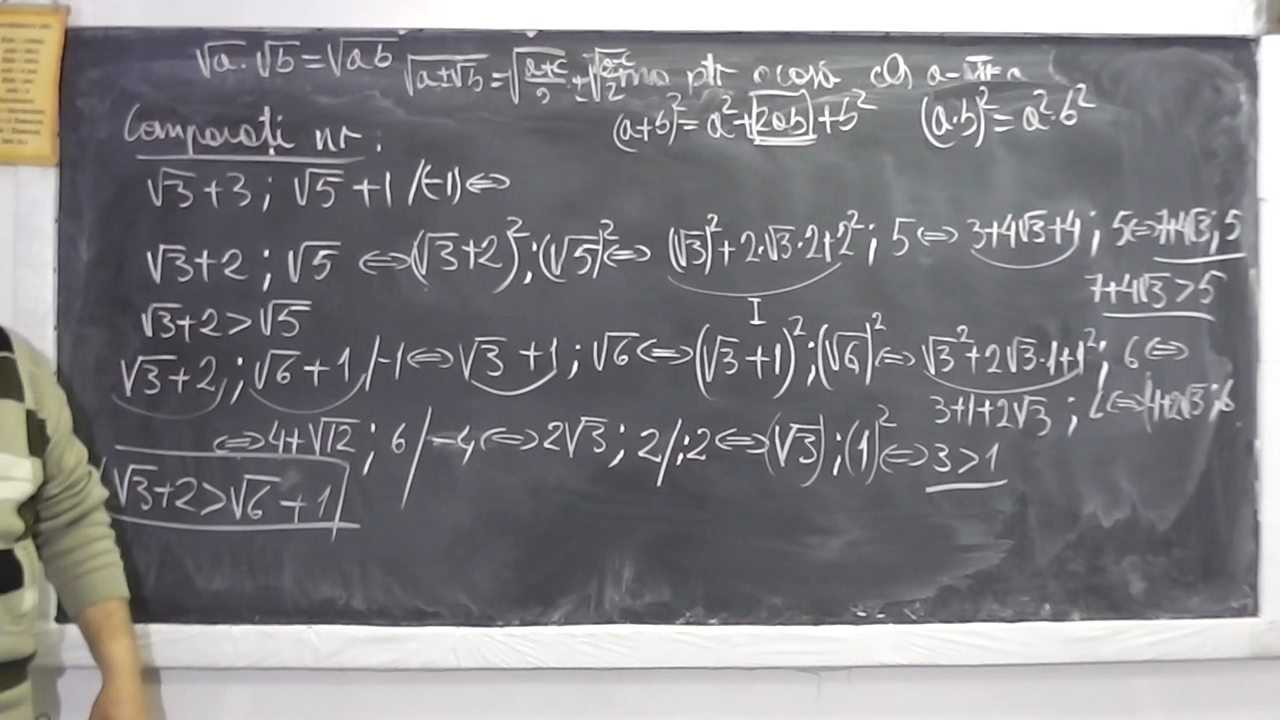 √a · √b = √ab √a±√b = √a+c/2 ± √a-c/2
(a+b)² = a²+2ab+b² (a·b)² = a²·b²
Comparați nr:
√3+3 ; √5+1 /(-1) ⇔
√3+2 ; √5 ⇔ (√3+2)² ; (√5)² ⇔ (√3)²+2·√3·2+2² ; 5 ⇔ 3+4√3+4 ; 5 ⇔ 7+4√3 ; 5
7+4√3 > 5
√3+2 > √5
I
√3+2 ; √6+1 /-1 ⇔ √3+1 ; √6 ⇔ (√3+1)² ; (√6)² ⇔ √3²+2√3·1+1² ; 6 ⇔
3+1+2√3 ; ⇔ 4+2√3 ; 6
⇔ 4+√12 ; 6 /-4 ⇔ 2√3 ; 2 /:2 ⇔ (√3) ; (1)² ⇔ 3>1
√3+2 > √6+1